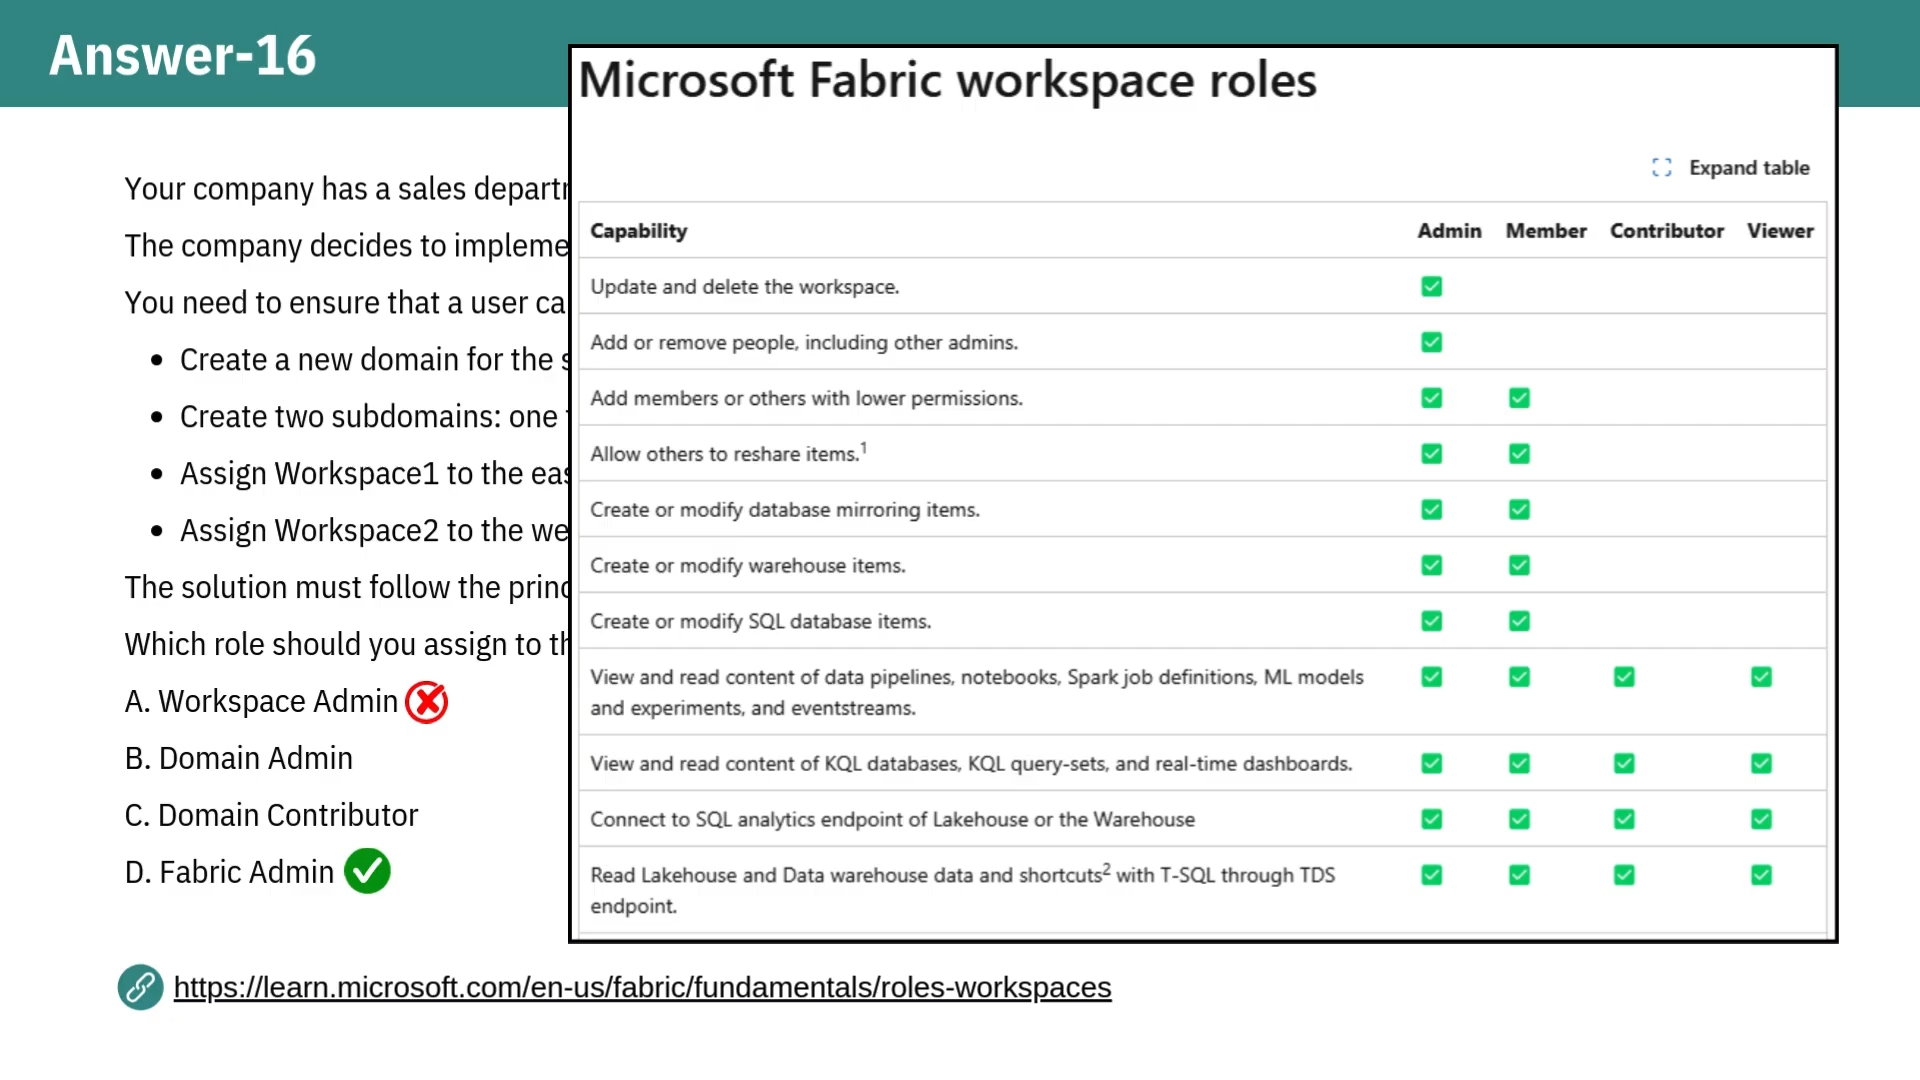 Answer-16
Your company has a sales
The company decides to
You need to ensure that a user
Create a new domain for the
Create two subdomains: one
Assign Workspace1 to the
Assign Workspace2 to the
The solution must follow the
Which role should you assign to
A. Workspace Admin
B. Domain Admin
C. Domain Contributor
D. Fabric Admin
Microsoft Fabric workspace roles
Expand table
Capability Admin Member Contributor Viewer
Update and delete the workspace.
Add or remove people, including other admins.
Add members or others with lower permissions.
Allow others to reshare items.1
Create or modify database mirroring items.
Create or modify warehouse items.
Create or modify SQL database items.
View and read content of data pipelines, notebooks, Spark job definitions, ML models
and experiments, and eventstreams.
View and read content of KQL databases, KQL query-sets, and real-time dashboards.
Connect to SQL analytics endpoint of Lakehouse or the Warehouse
Read Lakehouse and Data warehouse data and shortcuts2 with T-SQL through TDS
endpoint.
https://learn.microsoft.com/en-us/fabric/fundamentals/roles-workspaces